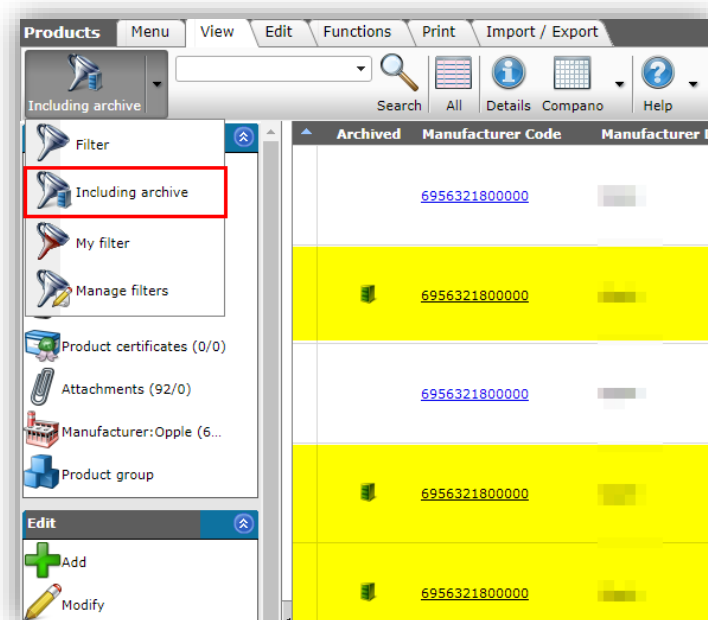 Products Menu View Edit Functions Print Import / Export
Including archive Search All Details Compano Help
Filter
Including archive
My filter
Manage filters
Product certificates (0/0)
Attachments (92/0)
Manufacturer:Opple (6...
Product group
Edit
Add
Modify
Archived Manufacturer Code Manufacturer
6956321800000
6956321800000
6956321800000
6956321800000
6956321800000